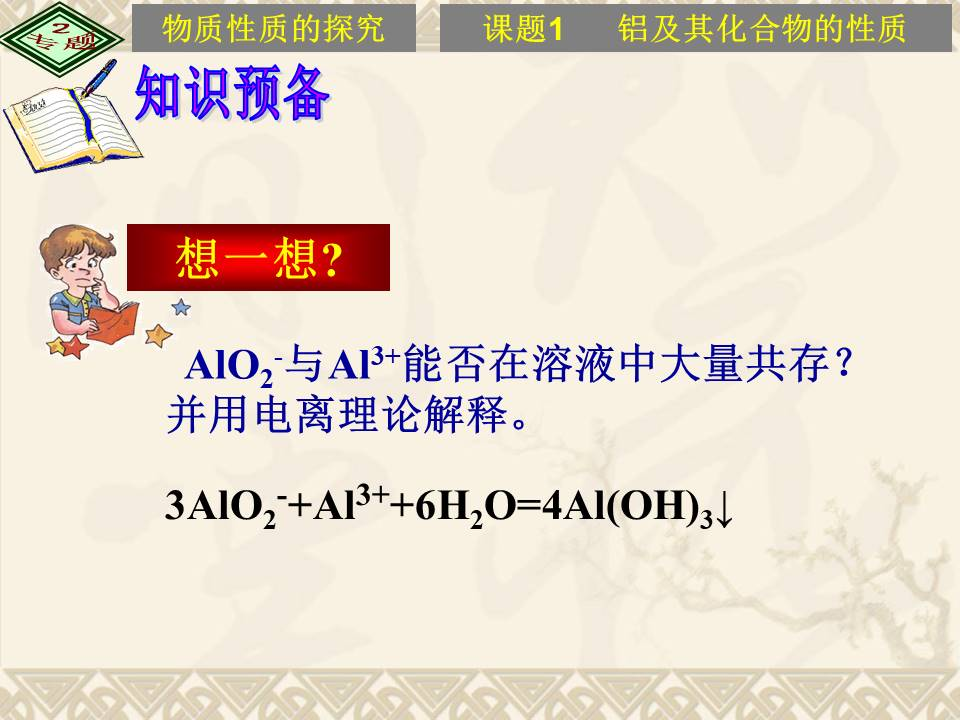 2
专题
物质性质的探究
课题1 铝及其化合物的性质
知识预备
想一想?
AlO₂⁻与Al³⁺能否在溶液中大量共存？
并用电离理论解释。
3AlO₂⁻+Al³⁺+6H₂O=4Al(OH)₃↓